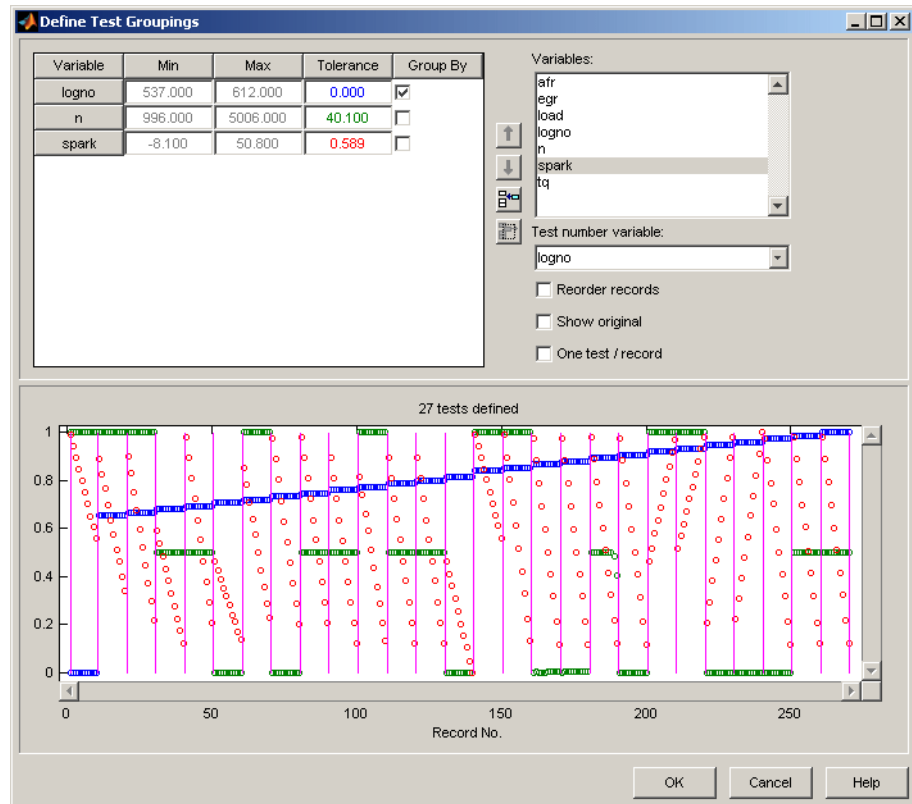 Define Test Groupings
Variable Min Max Tolerance Group By
logno 537.000 612.000 0.000
n 996.000 5006.000 40.100
spark -8.100 50.800 0.589
Variables:
afr
egr
load
logno
n
spark
tq
Test number variable:
logno
Reorder records
Show original
One test / record
27 tests defined
1
0.8
0.6
0.4
0.2
0
0 50 100 150 200 250
Record No.
OK Cancel Help